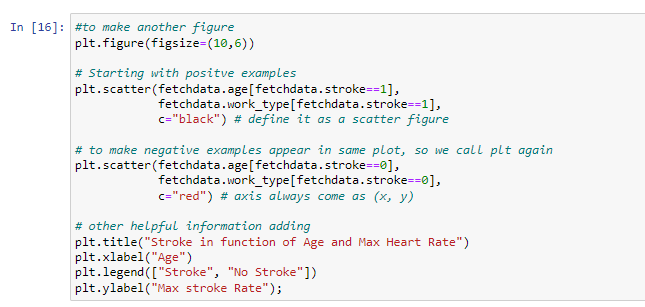 In [16]: #to make another figure
plt.figure(figsize=(10,6))
# Starting with positve examples
plt.scatter(fetchdata.age[fetchdata.stroke==1],
fetchdata.work_type[fetchdata.stroke==1],
c="black") # define it as a scatter figure
# to make negative examples appear in same plot, so we call plt again
plt.scatter(fetchdata.age[fetchdata.stroke==0],
fetchdata.work_type[fetchdata.stroke==0],
c="red") # axis always come as (x, y)
# other helpful information adding
plt.title("Stroke in function of Age and Max Heart Rate")
plt.xlabel("Age")
plt.legend(["Stroke", "No Stroke"])
plt.ylabel("Max stroke Rate");